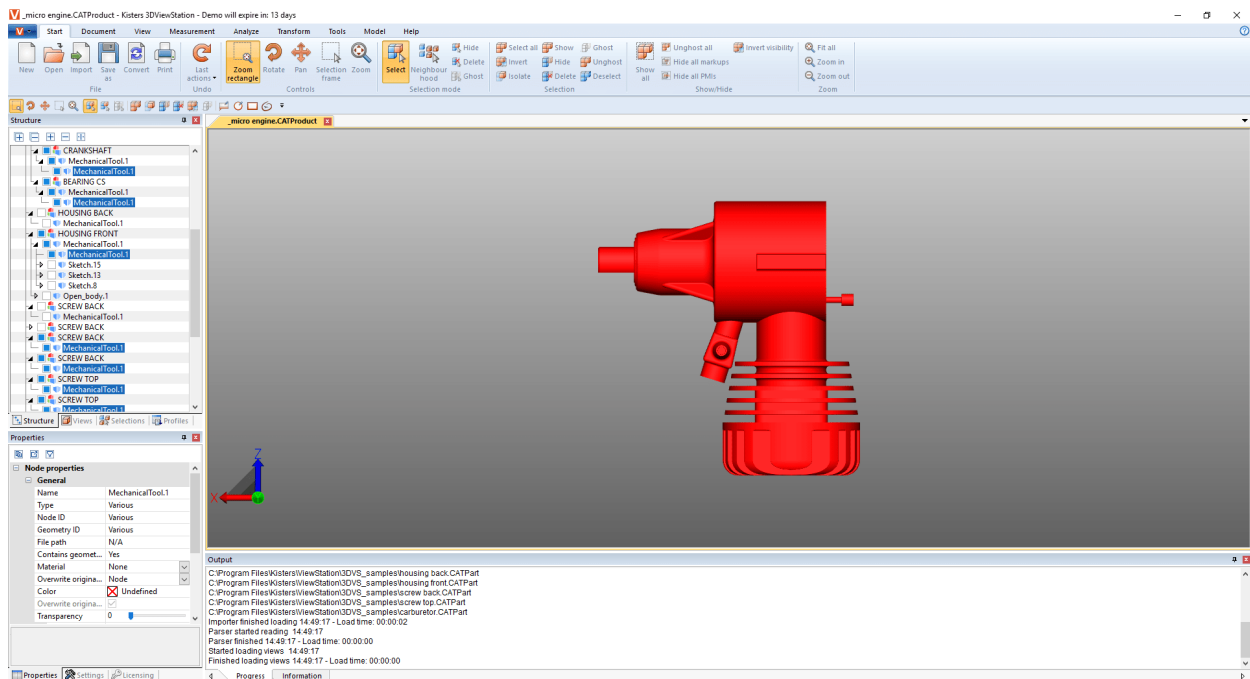 _micro engine.CATProduct - Kisters 3DViewStation - Demo will expire in: 13 days
Start Document View Measurement Analyze Transform Tools Model Help
New Open Import Save as Convert Print
File
Last actions
Undo
Zoom rectangle Rotate Pan Selection frame Zoom
Controls
Select Neighbour hood Hide Delete Ghost
Selection mode
Select all Show Ghost
Invert Hide Unghost
Isolate Delete Deselect
Selection
Show all Unghost all Invert visibility
Hide all markups
Hide all PMIs
Show/Hide
Fit all
Zoom in
Zoom out
Zoom
Structure
_micro engine.CATProduct
CRANKSHAFT
MechanicalTool.1
MechanicalTool.1
BEARING CS
MechanicalTool.1
MechanicalTool.1
HOUSING BACK
MechanicalTool.1
HOUSING FRONT
MechanicalTool.1
MechanicalTool.1
Sketch.15
Sketch.13
Sketch.8
Open_body.1
SCREW BACK
MechanicalTool.1
SCREW BACK
SCREW BACK
MechanicalTool.1
SCREW BACK
MechanicalTool.1
SCREW TOP
MechanicalTool.1
SCREW TOP
MechanicalTool.1
Structure Views Selections Profiles
Properties
Node properties
General
Name MechanicalTool.1
Type Various
Node ID Various
Geometry ID Various
File path N/A
Contains geomet... Yes
Material None
Overwrite origina... Node
Color Undefined
Overwrite origina...
Transparency 0
Properties Settings Licensing
Z
X
Output
C:\Program Files\Kisters\ViewStation\3DVS_samples\housing back.CATPart
C:\Program Files\Kisters\ViewStation\3DVS_samples\housing front.CATPart
C:\Program Files\Kisters\ViewStation\3DVS_samples\screw back.CATPart
C:\Program Files\Kisters\ViewStation\3DVS_samples\screw top.CATPart
C:\Program Files\Kisters\ViewStation\3DVS_samples\carburetor.CATPart
Importer finished loading 14:49:17 - Load time: 00:00:02
Parser started reading 14:49:17
Parser finished 14:49:17 - Load time: 00:00:00
Started loading views 14:49:17
Finished loading views 14:49:17 - Load time: 00:00:00
Progress Information